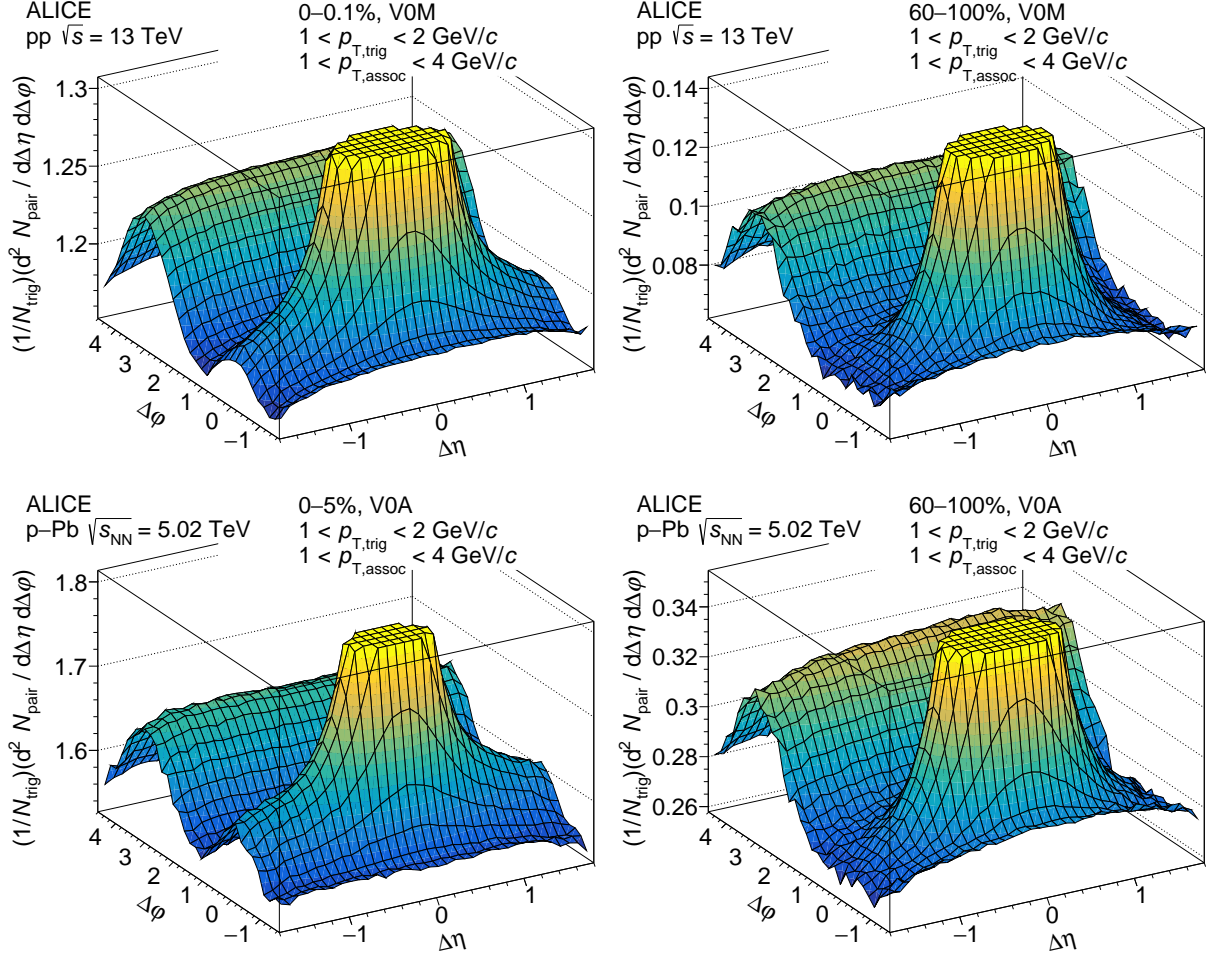 ALICE
pp √s = 13 TeV
0−0.1%, V0M
1 < p_T,trig < 2 GeV/c
1 < p_T,assoc < 4 GeV/c
(1/N_trig)(d² N_pair / dΔη dΔφ)
1.3
1.25
1.2
4
3
2
1
0
−1
Δφ
−1
0
1
Δη
ALICE
pp √s = 13 TeV
60−100%, V0M
1 < p_T,trig < 2 GeV/c
1 < p_T,assoc < 4 GeV/c
(1/N_trig)(d² N_pair / dΔη dΔφ)
0.14
0.12
0.1
0.08
4
3
2
1
0
−1
Δφ
−1
0
1
Δη
ALICE
p−Pb √s_NN = 5.02 TeV
0−5%, V0A
1 < p_T,trig < 2 GeV/c
1 < p_T,assoc < 4 GeV/c
(1/N_trig)(d² N_pair / dΔη dΔφ)
1.8
1.7
1.6
4
3
2
1
0
−1
Δφ
−1
0
1
Δη
ALICE
p−Pb √s_NN = 5.02 TeV
60−100%, V0A
1 < p_T,trig < 2 GeV/c
1 < p_T,assoc < 4 GeV/c
(1/N_trig)(d² N_pair / dΔη dΔφ)
0.34
0.32
0.3
0.28
0.26
4
3
2
1
0
−1
Δφ
−1
0
1
Δη